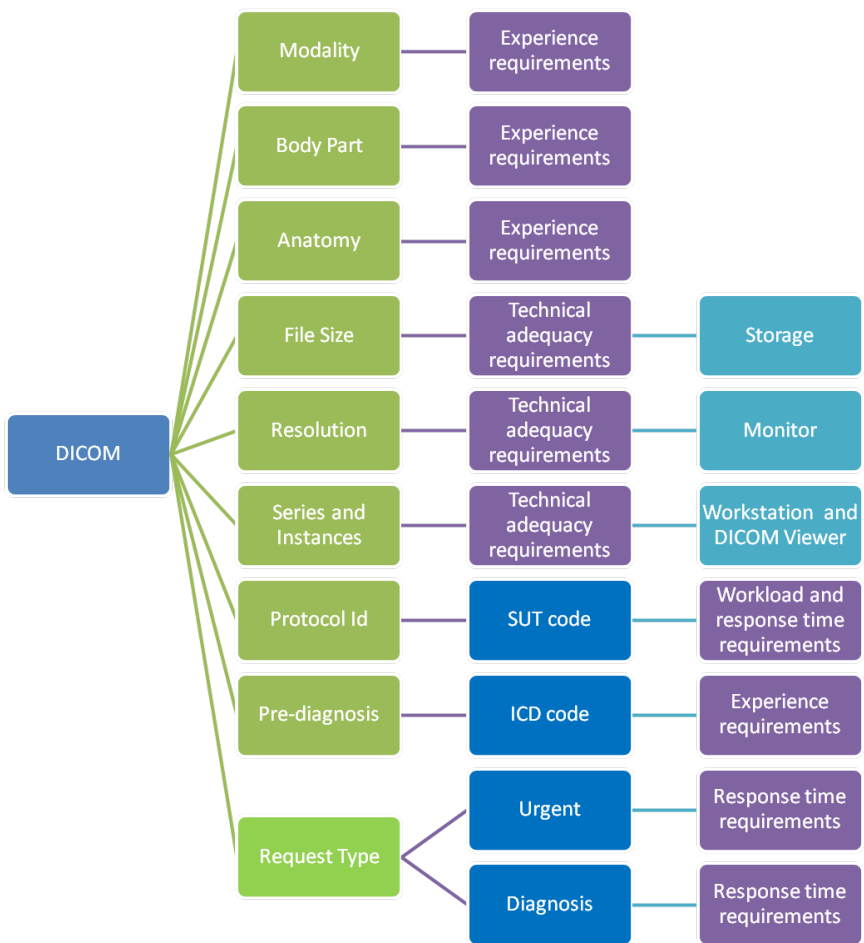 Modality
Experience
requirements
Body Part
Experience
requirements
Anatomy
Experience
requirements
File Size
Technical
adequacy
requirements
Storage
DICOM
Resolution
Technical
adequacy
requirements
Monitor
Series and
Instances
Technical
adequacy
requirements
Workstation and
DICOM Viewer
Protocol Id
SUT code
Workload and
response time
requirements
Pre-diagnosis
ICD code
Experience
requirements
Request Type
Urgent
Response time
requirements
Diagnosis
Response time
requirements